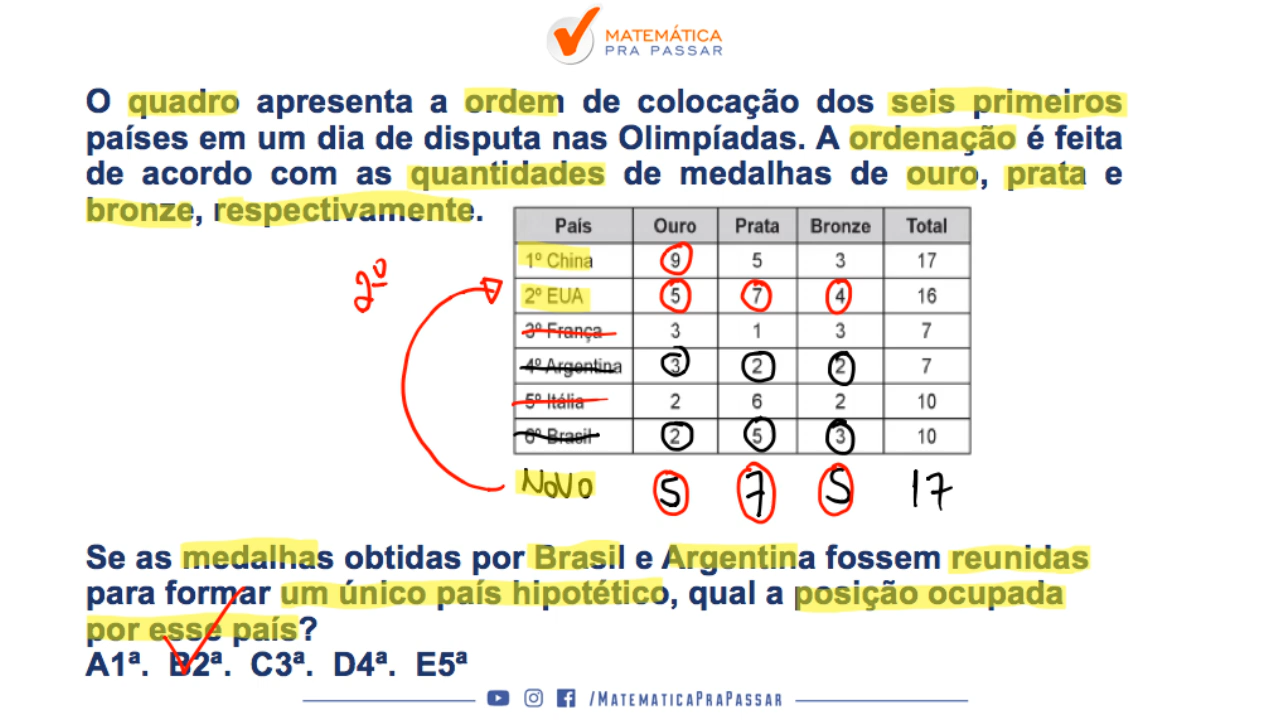 MATEMÁTICA
PRA PASSAR
O quadro apresenta a ordem de colocação dos seis primeiros
países em um dia de disputa nas Olimpíadas. A ordenação é feita
de acordo com as quantidades de medalhas de ouro, prata e
bronze, respectivamente.
País Ouro Prata Bronze Total
1º China 9 5 3 17
2º EUA 5 7 4 16
3º França 3 1 3 7
4º Argentina 3 2 2 7
5º Itália 2 6 2 10
6º Brasil 2 5 3 10
NOVO 5 7 5 17
2º
Se as medalhas obtidas por Brasil e Argentina fossem reunidas
para formar um único país hipotético, qual a posição ocupada
por esse país?
A1ª. B2ª. C3ª. D4ª. E5ª
/MatematicaPraPassar